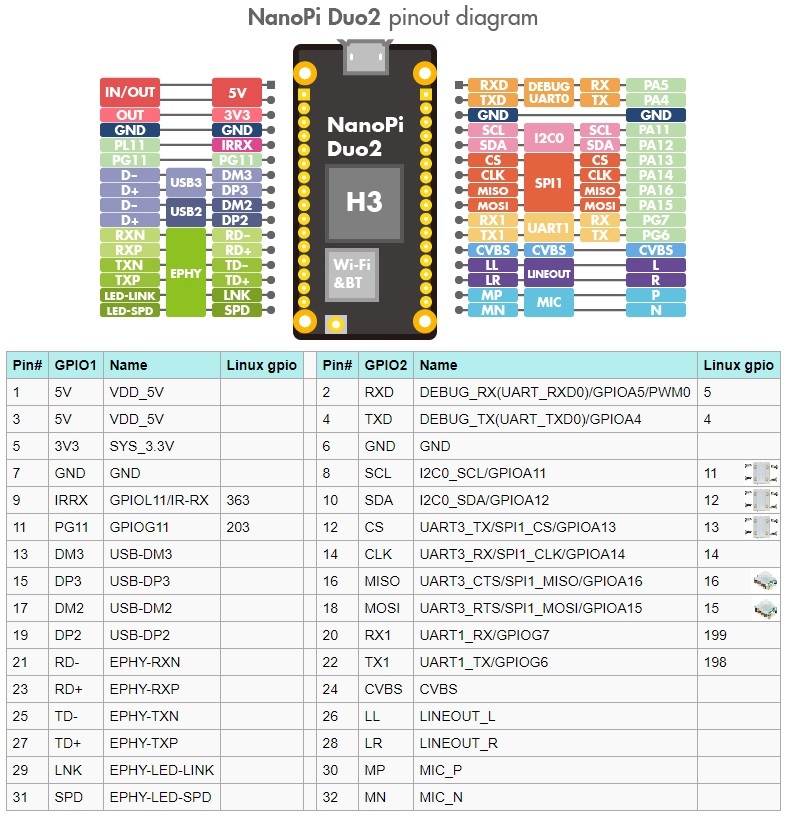 NanoPi Duo2 pinout diagram
IN/OUT 5V
OUT 3V3
GND GND
PL11 IRRX
PG11 PG11
D- USB3 DM3
D+ DP3
D- USB2 DM2
D+ DP2
RXN EPHY RD-
RXP RD+
TXN TD-
TXP TD+
LED-LINK LNK
LED-SPD SPD
NanoPi
Duo2
H3
Wi-Fi
&BT
RXD DEBUG RX PA5
TXD UART0 TX PA4
GND GND
SCL I2C0 SCL PA11
SDA SDA PA12
CS SPI1 CS PA13
CLK CLK PA14
MISO MISO PA16
MOSI MOSI PA15
RX1 UART1 RX PG7
TX1 TX PG6
CVBS CVBS CVBS
LL LINEOUT L
LR R
MP MIC P
MN N
Pin# GPIO1 Name Linux gpio Pin# GPIO2 Name Linux gpio
1 5V VDD_5V 2 RXD DEBUG_RX(UART_RXD0)/GPIOA5/PWM0 5
3 5V VDD_5V 4 TXD DEBUG_TX(UART_TXD0)/GPIOA4 4
5 3V3 SYS_3.3V 6 GND GND
7 GND GND 8 SCL I2C0_SCL/GPIOA11 11
9 IRRX GPIOL11/IR-RX 363 10 SDA I2C0_SDA/GPIOA12 12
11 PG11 GPIOG11 203 12 CS UART3_TX/SPI1_CS/GPIOA13 13
13 DM3 USB-DM3 14 CLK UART3_RX/SPI1_CLK/GPIOA14 14
15 DP3 USB-DP3 16 MISO UART3_CTS/SPI1_MISO/GPIOA16 16
17 DM2 USB-DM2 18 MOSI UART3_RTS/SPI1_MOSI/GPIOA15 15
19 DP2 USB-DP2 20 RX1 UART1_RX/GPIOG7 199
21 RD- EPHY-RXN 22 TX1 UART1_TX/GPIOG6 198
23 RD+ EPHY-RXP 24 CVBS CVBS
25 TD- EPHY-TXN 26 LL LINEOUT_L
27 TD+ EPHY-TXP 28 LR LINEOUT_R
29 LNK EPHY-LED-LINK 30 MP MIC_P
31 SPD EPHY-LED-SPD 32 MN MIC_N